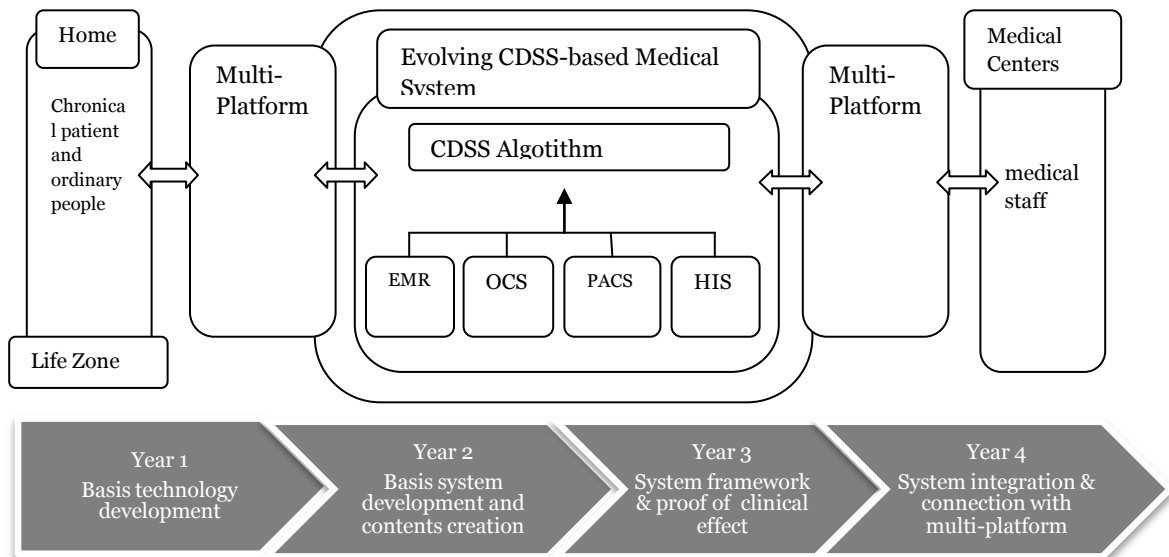 Home
Chronica
l patient
and
ordinary
people
Life Zone
Multi-
Platform
Evolving CDSS-based Medical
System
CDSS Algotithm
EMR
OCS
PACS
HIS
Multi-
Platform
Medical
Centers
medical
staff
Year 1
Basis technology
development
Year 2
Basis system
development and
contents creation
Year 3
System framework
& proof of clinical
effect
Year 4
System integration &
connection with
multi-platform